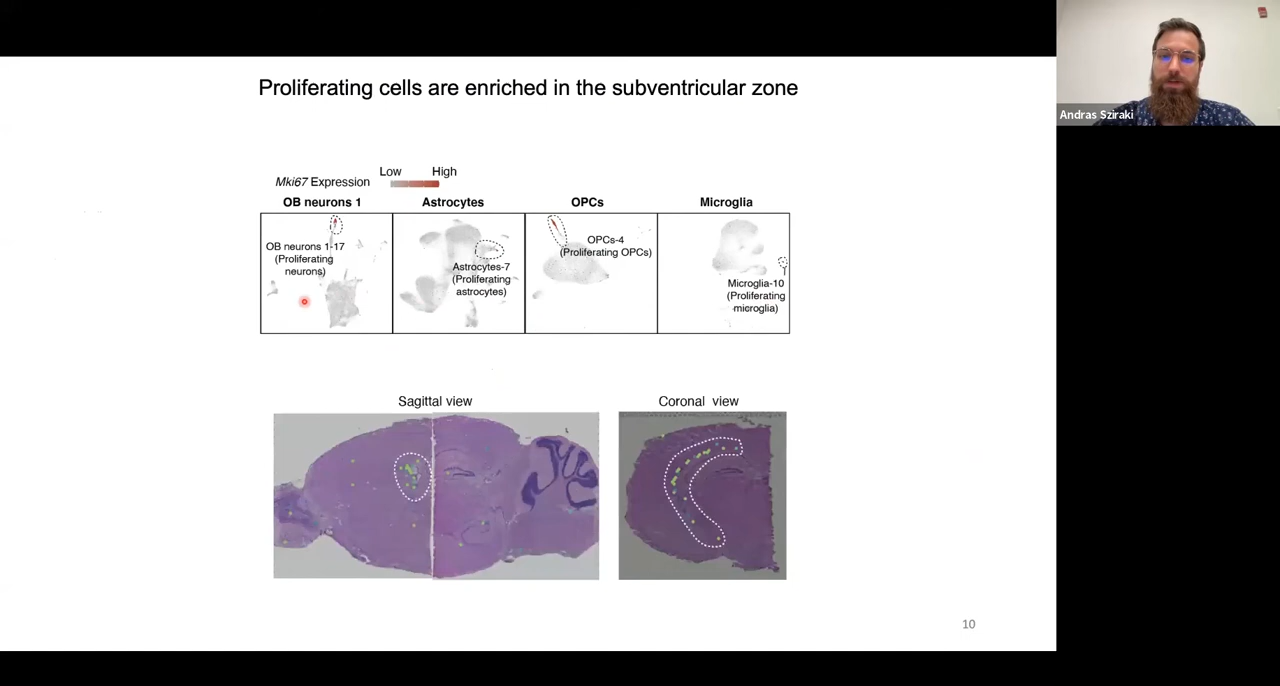 Andras Sziraki
Proliferating cells are enriched in the subventricular zone
Mki67 Expression
Low High
OB neurons 1
Astrocytes
OPCs
Microglia
OB neurons 1-17
(Proliferating
neurons)
Astrocytes-7
(Proliferating
astrocytes)
OPCs-4
(Proliferating OPCs)
Microglia-10
(Proliferating
microglia)
Sagittal view
Coronal view
10